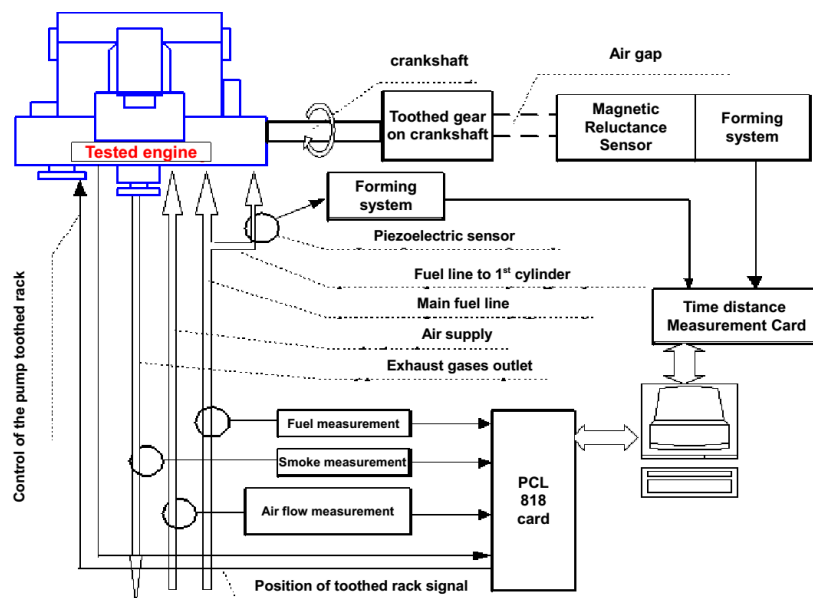 crankshaft
Air gap
Toothed gear
on crankshaft
Magnetic
Reluctance
Sensor
Forming
system
Tested engine
Forming
system
Piezoelectric sensor
Fuel line to 1st cylinder
Main fuel line
Air supply
Exhaust gases outlet
Time distance
Measurement Card
Control of the pump toothed rack
Fuel measurement
Smoke measurement
Air flow measurement
PCL
818
card
Position of toothed rack signal